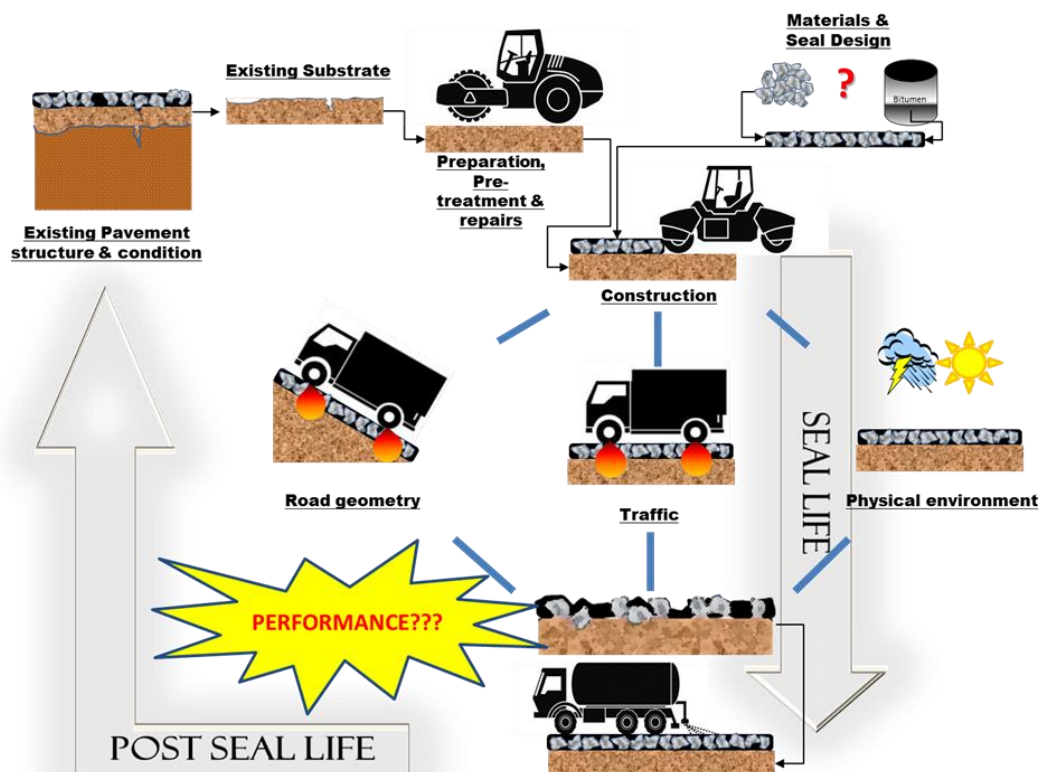 Materials &
Seal Design
?
Bitumen
Existing Substrate
Preparation,
Pre-
treatment &
repairs
Existing Pavement
structure & condition
Construction
Road geometry
Traffic
Physical environment
SEAL LIFE
PERFORMANCE???
POST SEAL LIFE